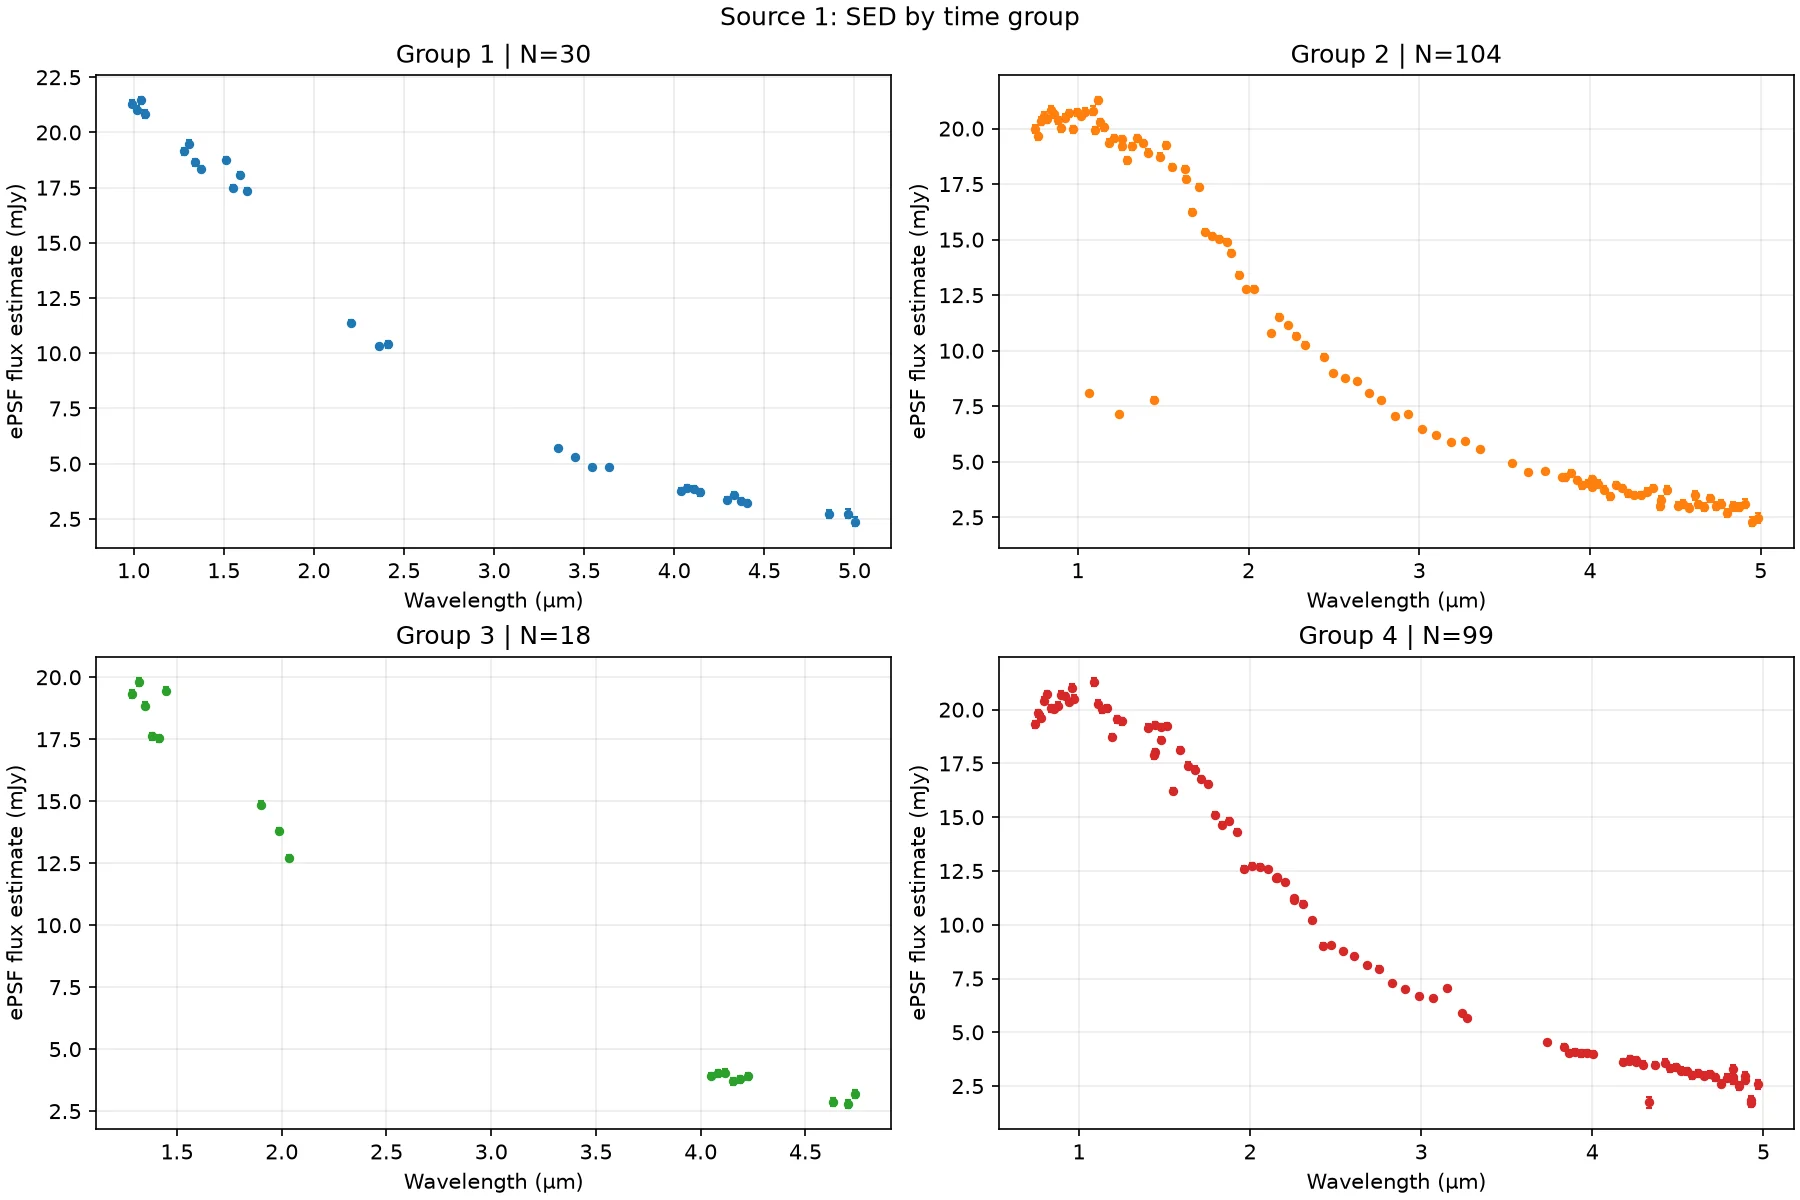 Source 1: SED by time group
Group 1 | N=30
ePSF flux estimate (mJy)
22.5
20.0
17.5
15.0
12.5
10.0
7.5
5.0
2.5
1.0 1.5 2.0 2.5 3.0 3.5 4.0 4.5 5.0
Wavelength (μm)
Group 2 | N=104
ePSF flux estimate (mJy)
20.0
17.5
15.0
12.5
10.0
7.5
5.0
2.5
1 2 3 4 5
Wavelength (μm)
Group 3 | N=18
ePSF flux estimate (mJy)
20.0
17.5
15.0
12.5
10.0
7.5
5.0
2.5
1.5 2.0 2.5 3.0 3.5 4.0 4.5
Wavelength (μm)
Group 4 | N=99
ePSF flux estimate (mJy)
20.0
17.5
15.0
12.5
10.0
7.5
5.0
2.5
1 2 3 4 5
Wavelength (μm)